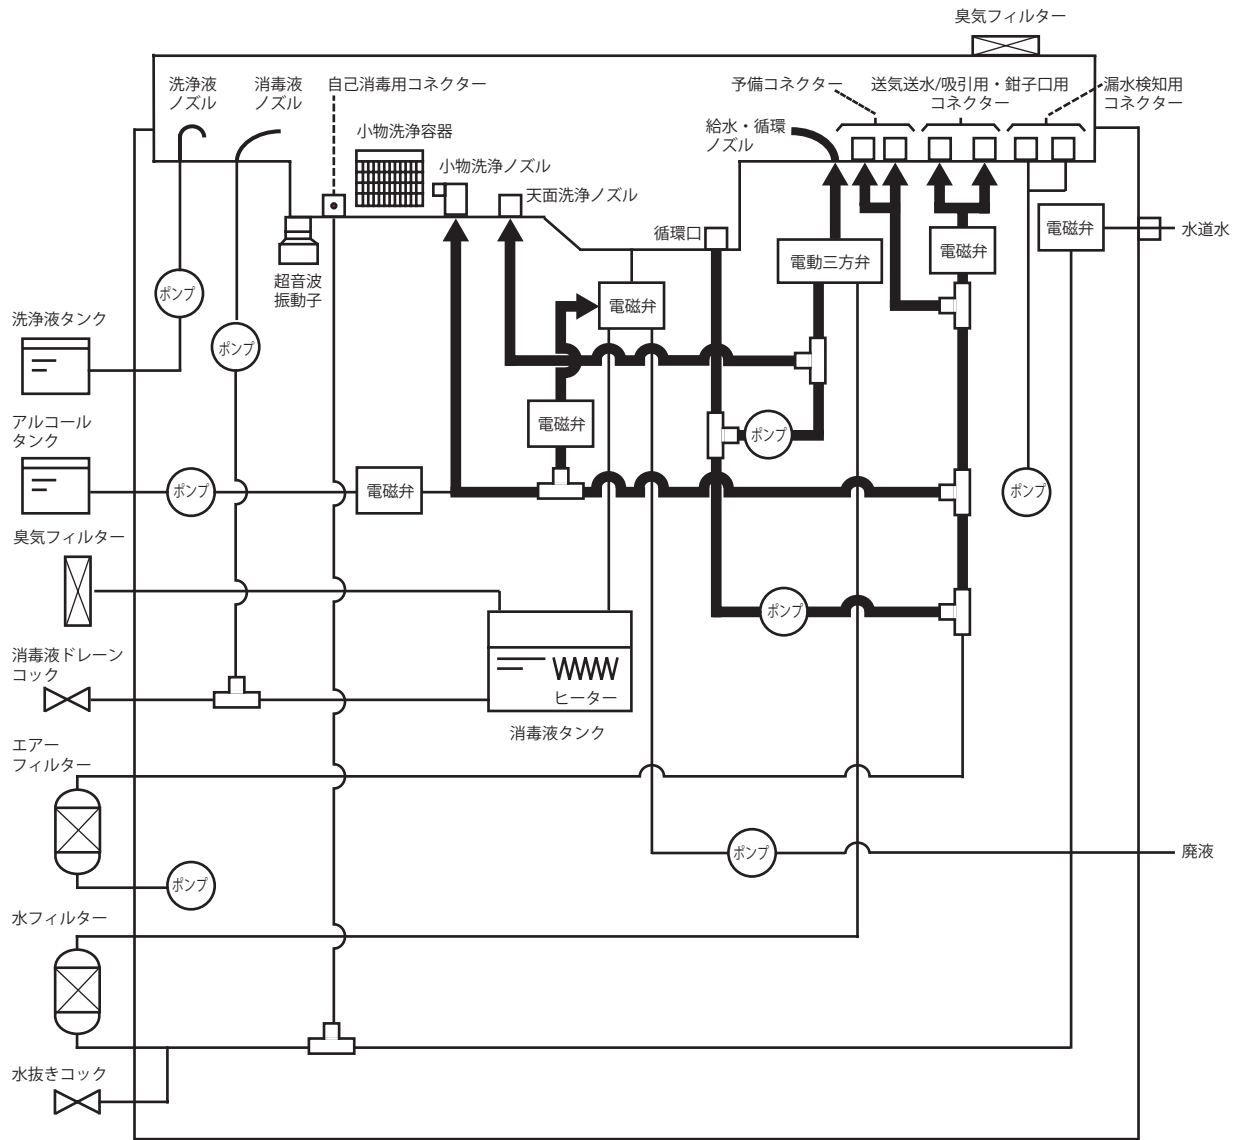 臭気フィルター
洗浄液
ノズル
消毒液
ノズル
自己消毒用コネクター
小物洗浄容器
小物洗浄ノズル
天面洗浄ノズル
予備コネクター
送気送水/吸引用・鉗子口用
コネクター
漏水検知用
コネクター
給水・循環
ノズル
循環口
電動三方弁
電磁弁
電磁弁
水道水
超音波
振動子
電磁弁
ポンプ
ポンプ
洗浄液タンク
アルコール
タンク
電磁弁
ポンプ
ポンプ
電磁弁
ポンプ
臭気フィルター
ポンプ
消毒液ドレーン
コック
ヒーター
消毒液タンク
エアー
フィルター
ポンプ
廃液
ポンプ
水フィルター
水抜きコック